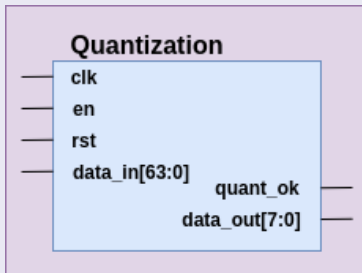 Quantization
clk
en
rst
data_in[63:0]
quant_ok
data_out[7:0]